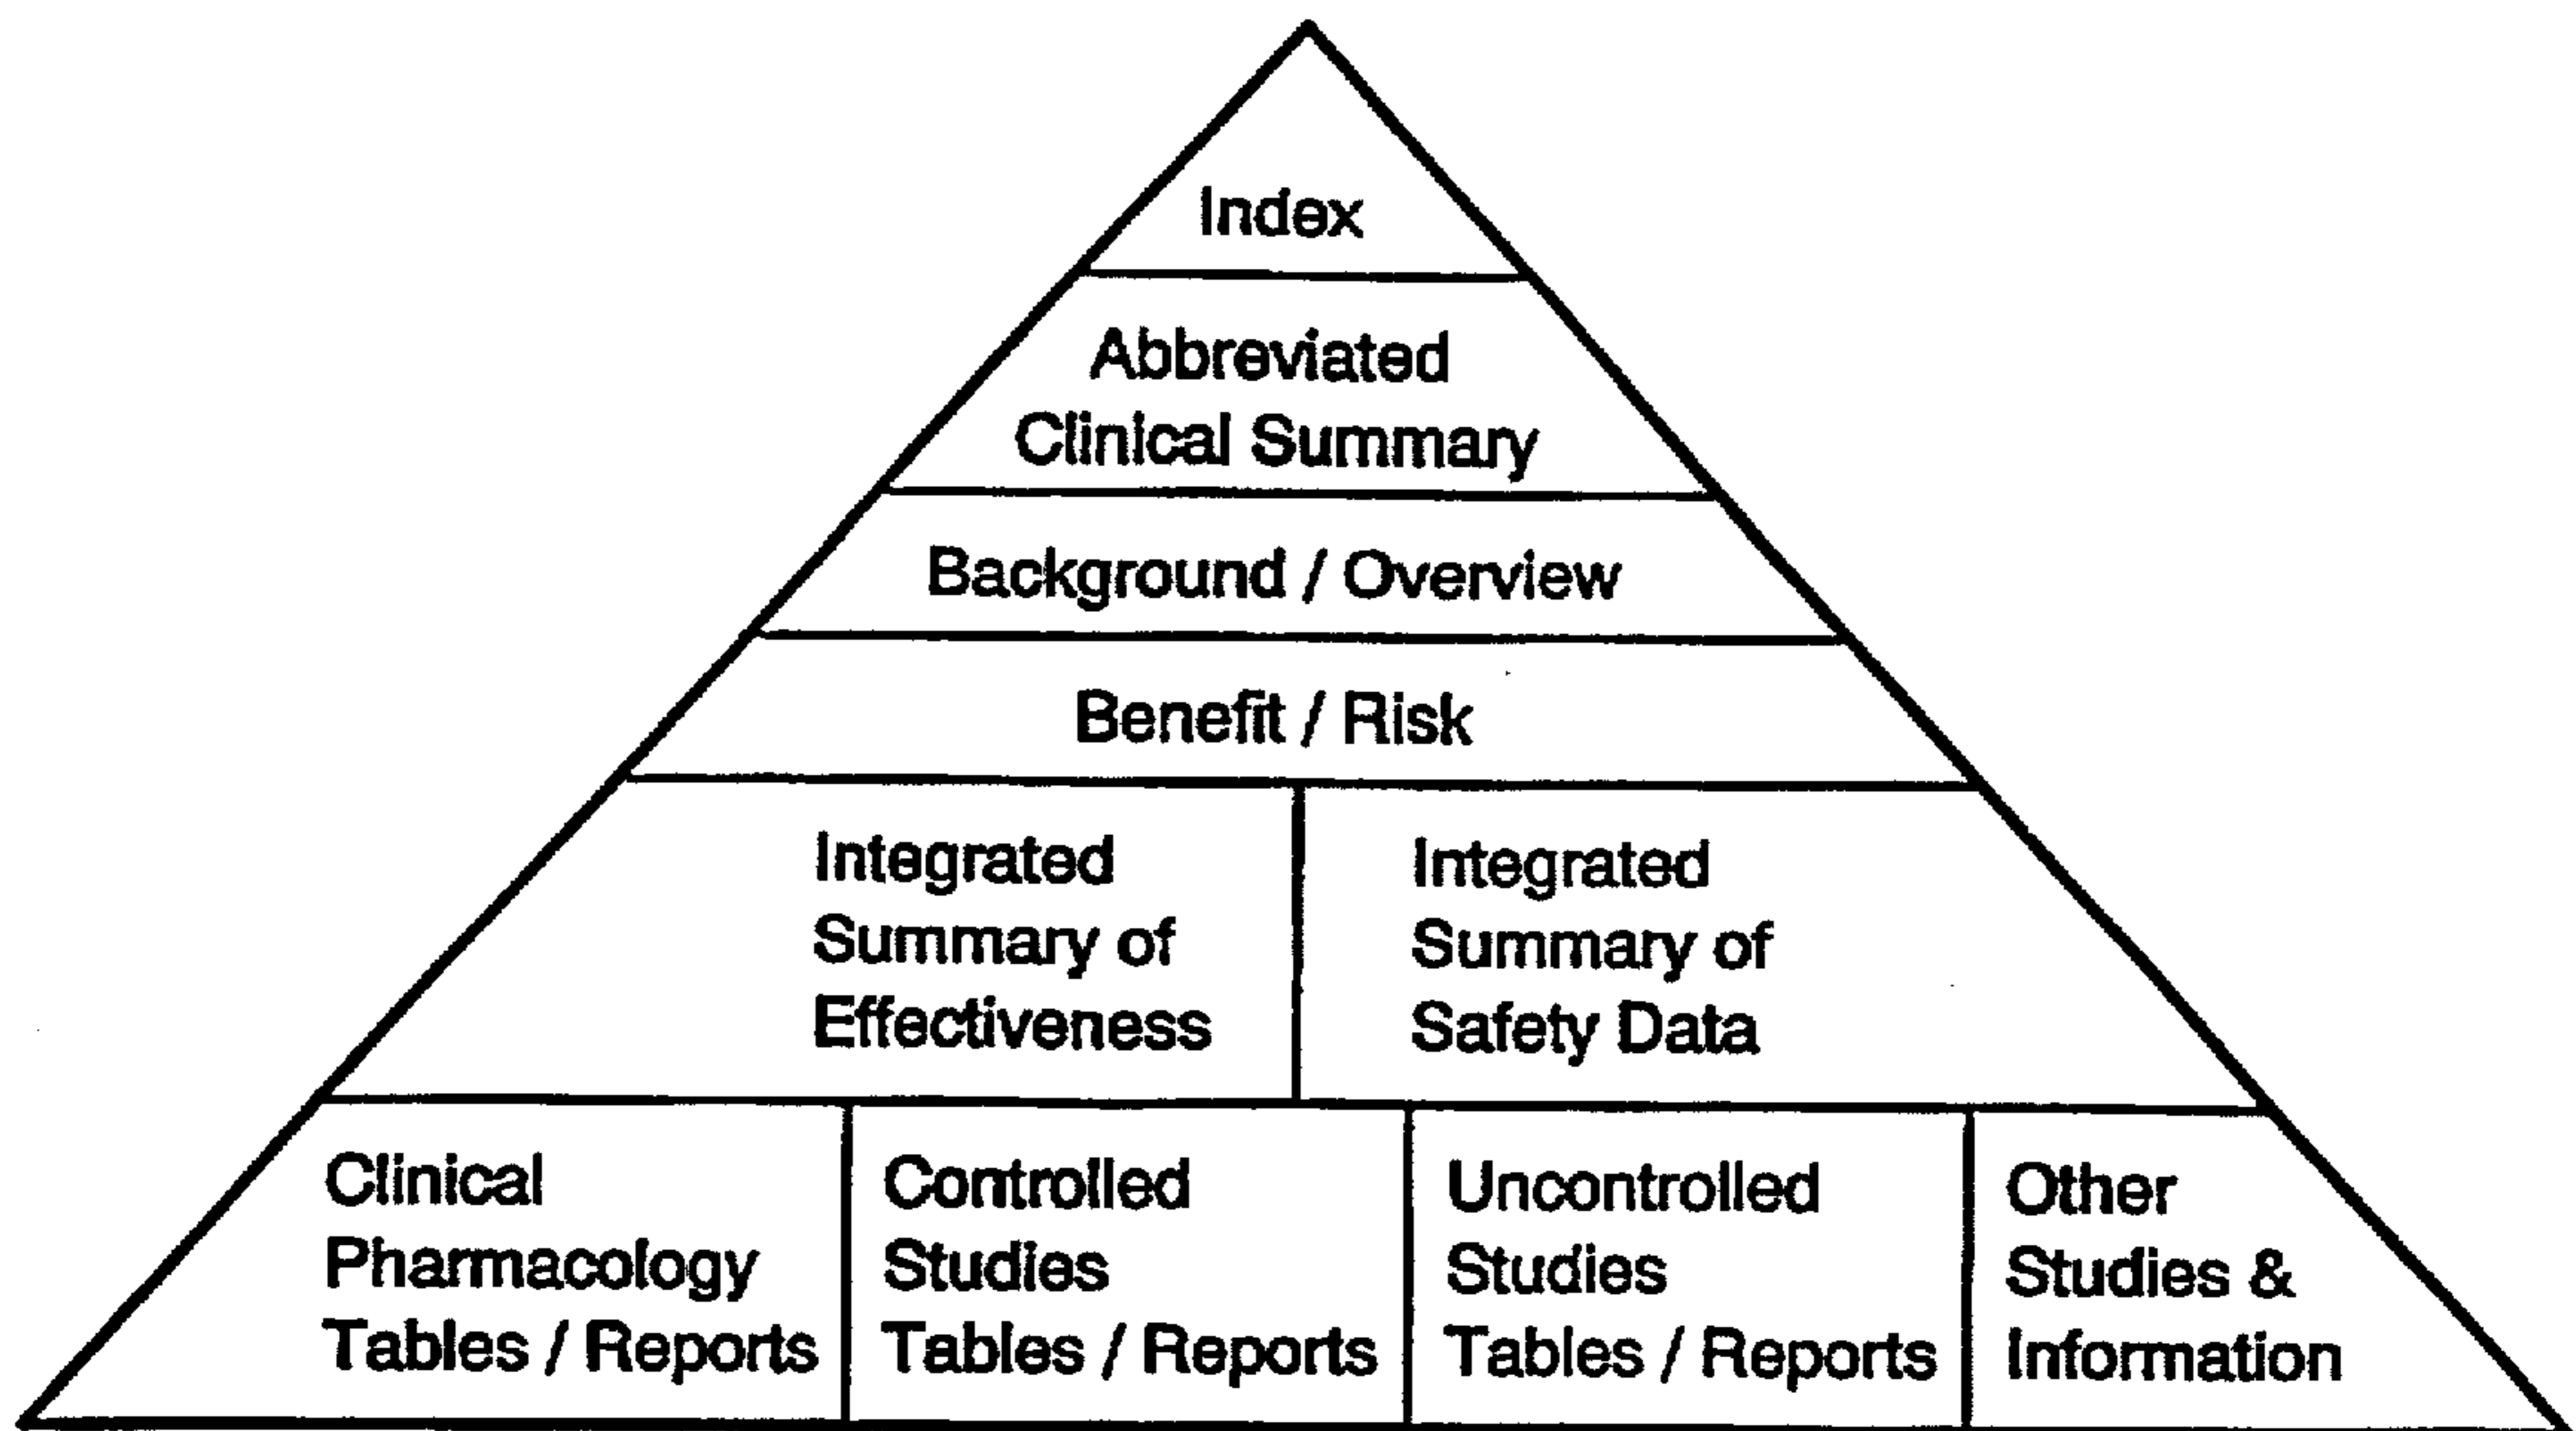 Index
Abbreviated
Clinical Summary
Background / Overview
Benefit / Risk
Integrated
Summary of
Effectiveness
Integrated
Summary of
Safety Data
Clinical
Pharmacology
Tables / Reports
Controlled
Studies
Tables / Reports
Uncontrolled
Studies
Tables / Reports
Other
Studies &
Information